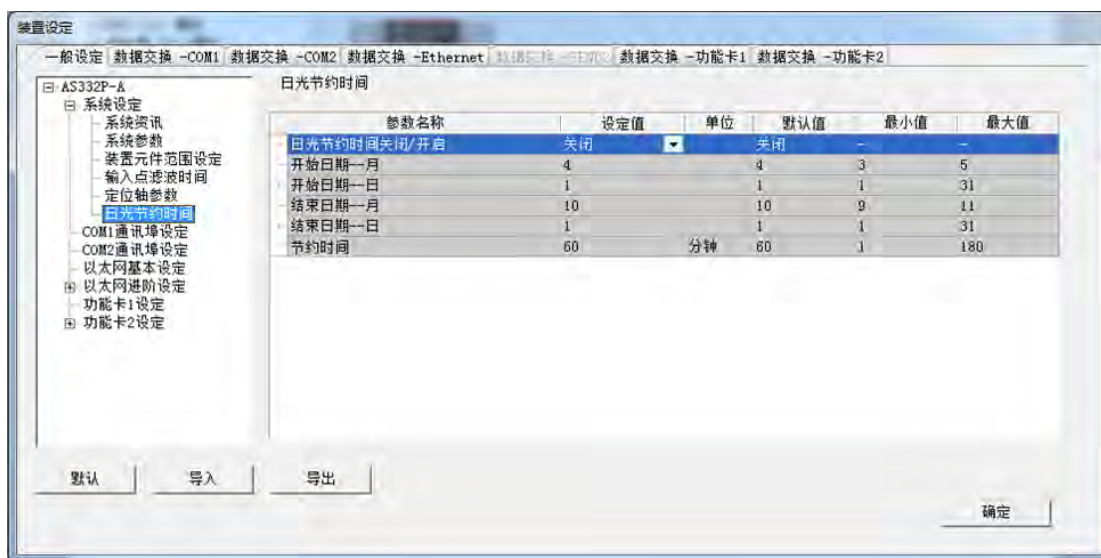 装置设定
一般设定 数据交换 -COM1 数据交换 -COM2 数据交换 -Ethernet 数据交换 数据交换 -功能卡1 数据交换 -功能卡2
AS332P-A
系统设定
系统资讯
系统参数
装置元件范围设定
输入点滤波时间
定位轴参数
日光节约时间
COM1通讯埠设定
COM2通讯埠设定
以太网基本设定
以太网进阶设定
功能卡1设定
功能卡2设定
日光节约时间
参数名称 设定值 单位 默认值 最小值 最大值
日光节约时间关闭/开启 关闭 关闭 - -
开始日期--月 4 4 3 5
开始日期--日 1 1 1 31
结束日期--月 10 10 9 11
结束日期--日 1 1 1 31
节约时间 60 分钟 60 1 180
默认 导入 导出
确定